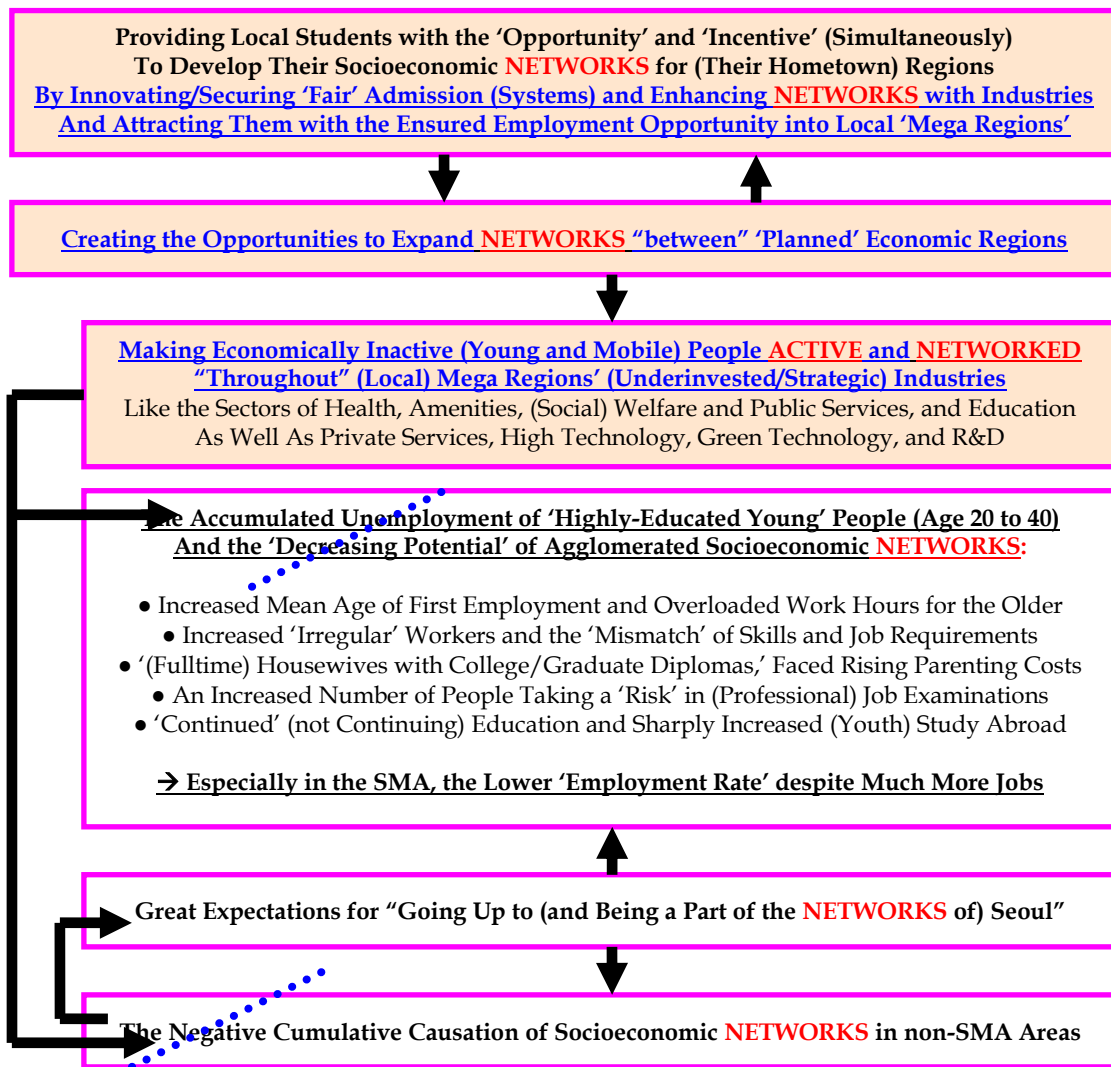 Providing Local Students with the ‘Opportunity’ and ‘Incentive’ (Simultaneously)
To Develop Their Socioeconomic NETWORKS for (Their Hometown) Regions
By Innovating/Securing ‘Fair’ Admission (Systems) and Enhancing NETWORKS with Industries
And Attracting Them with the Ensured Employment Opportunity into Local ‘Mega Regions’
Creating the Opportunities to Expand NETWORKS “between” ‘Planned’ Economic Regions
Making Economically Inactive (Young and Mobile) People ACTIVE and NETWORKED
“Throughout” (Local) Mega Regions’ (Underinvested/Strategic) Industries
Like the Sectors of Health, Amenities, (Social) Welfare and Public Services, and Education
As Well As Private Services, High Technology, Green Technology, and R&D
The Accumulated Unemployment of ‘Highly-Educated Young’ People (Age 20 to 40)
And the ‘Decreasing Potential’ of Agglomerated Socioeconomic NETWORKS:
● Increased Mean Age of First Employment and Overloaded Work Hours for the Older
● Increased ‘Irregular’ Workers and the ‘Mismatch’ of Skills and Job Requirements
● ‘(Fulltime) Housewives with College/Graduate Diplomas,’ Faced Rising Parenting Costs
● An Increased Number of People Taking a ‘Risk’ in (Professional) Job Examinations
● ‘Continued’ (not Continuing) Education and Sharply Increased (Youth) Study Abroad
→ Especially in the SMA, the Lower ‘Employment Rate’ despite Much More Jobs
Great Expectations for “Going Up to (and Being a Part of the NETWORKS of) Seoul”
The Negative Cumulative Causation of Socioeconomic NETWORKS in non-SMA Areas